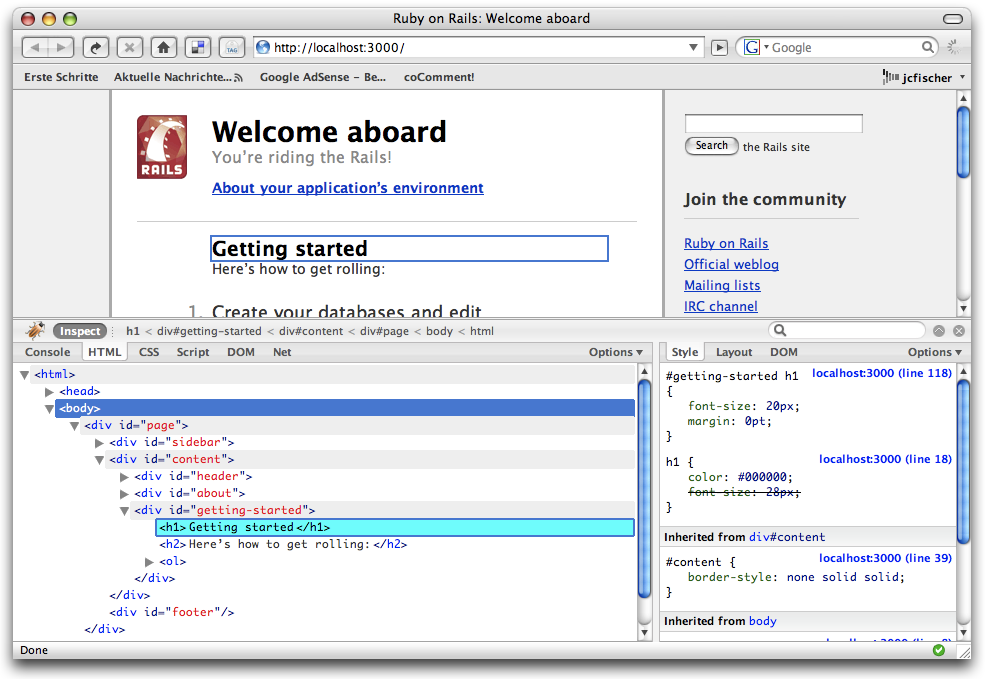 Ruby on Rails: Welcome aboard
TAG
http://localhost:3000/
G Google
Erste Schritte Aktuelle Nachrichte... Google AdSense – Be... coComment! jcfischer
RAILS
Welcome aboard
You're riding the Rails!
About your application's environment
Getting started
Here's how to get rolling:
1. Create your databases and edit
Search the Rails site
Join the community
Ruby on Rails
Official weblog
Mailing lists
IRC channel
Inspect h1 < div#getting-started < div#content < div#page < body < html
Console HTML CSS Script DOM Net Options
<html>
<head>
<body>
<div id="page">
<div id="sidebar">
<div id="content">
<div id="header">
<div id="about">
<div id="getting-started">
<h1>Getting started</h1>
<h2>Here's how to get rolling:</h2>
<ol>
</div>
</div>
<div id="footer"/>
</div>
Style Layout DOM Options
#getting-started h1 localhost:3000 (line 118)
{
font-size: 20px;
margin: 0pt;
}
h1 { localhost:3000 (line 18)
color: #000000;
font-size: 28px;
}
Inherited from div#content
#content { localhost:3000 (line 39)
border-style: none solid solid;
}
Inherited from body
Done